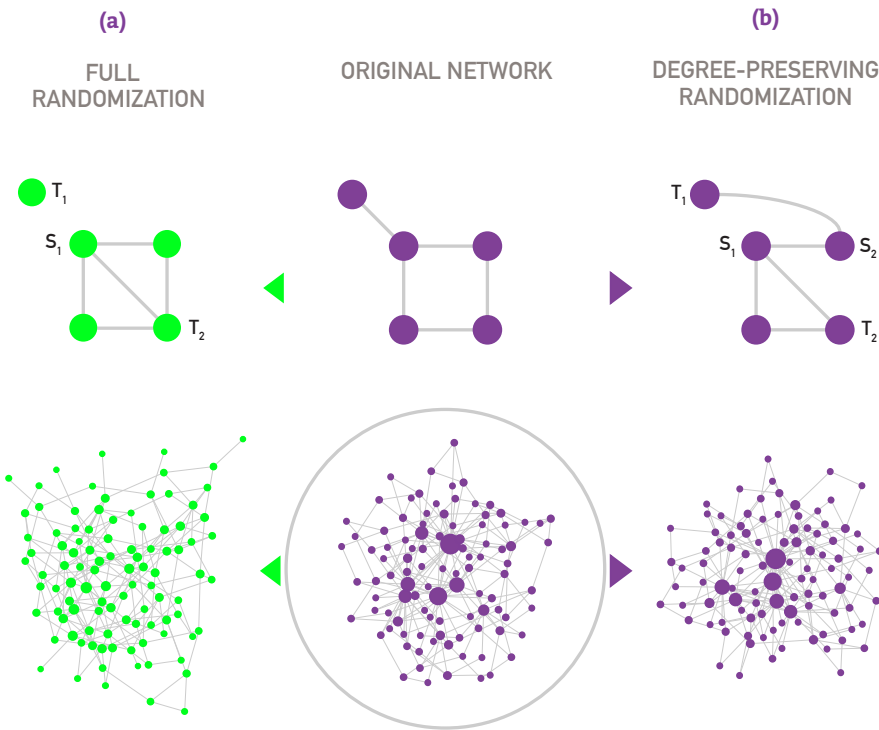 (a)
FULL
RANDOMIZATION
ORIGINAL NETWORK
(b)
DEGREE-PRESERVING
RANDOMIZATION
T₁
S₁
T₂
T₁
S₁
S₂
T₂